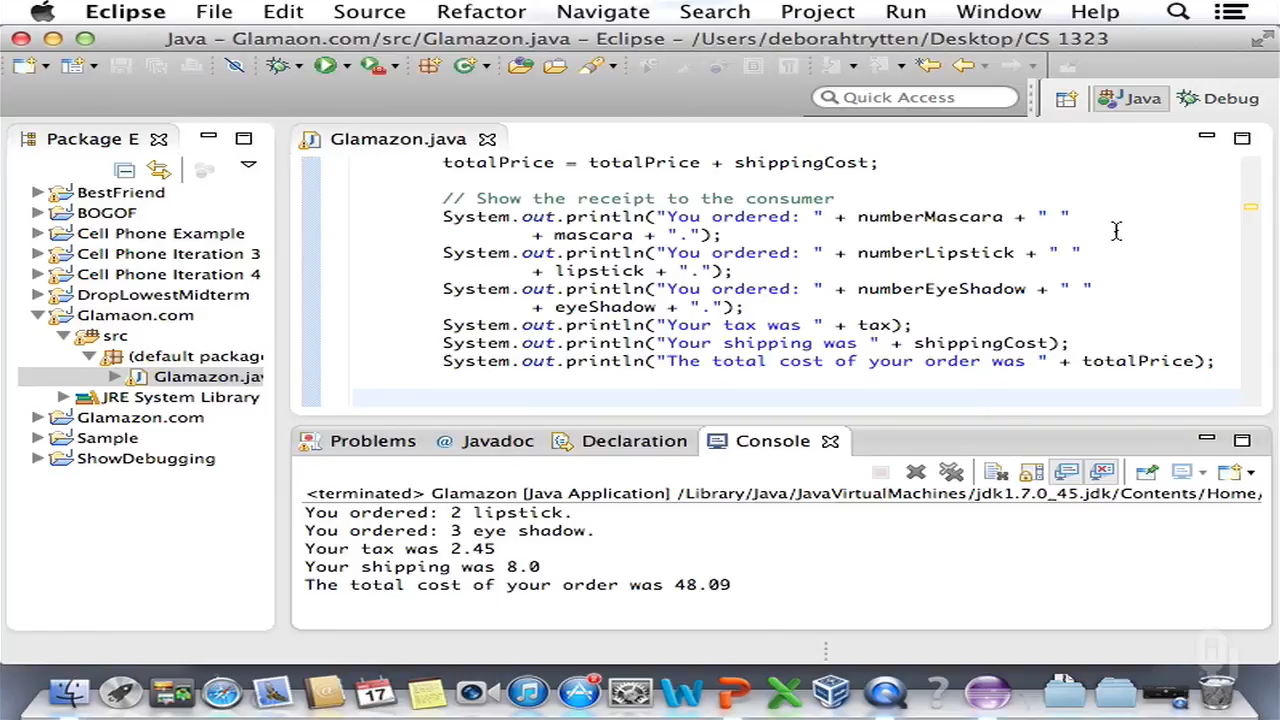 Eclipse File Edit Source Refactor Navigate Search Project Run Window Help
Java – Glamaon.com/src/Glamazon.java – Eclipse – /Users/deborahtrytten/Desktop/CS 1323
Quick Access Java Debug
Package E
BestFriend
BOGOF
Cell Phone Example
Cell Phone Iteration 3
Cell Phone Iteration 4
DropLowestMidterm
Glamaon.com
src
(default packag
Glamazon.ja
JRE System Library
Glamazon.com
Sample
ShowDebugging
Glamazon.java
totalPrice = totalPrice + shippingCost;
// Show the receipt to the consumer
System.out.println("You ordered: " + numberMascara + " "
+ mascara + ".");
System.out.println("You ordered: " + numberLipstick + " "
+ lipstick + ".");
System.out.println("You ordered: " + numberEyeShadow + " "
+ eyeShadow + ".");
System.out.println("Your tax was " + tax);
System.out.println("Your shipping was " + shippingCost);
System.out.println("The total cost of your order was " + totalPrice);
Problems @ Javadoc Declaration Console
<terminated> Glamazon [Java Application] /Library/Java/JavaVirtualMachines/jdk1.7.0_45.jdk/Contents/Home/
You ordered: 2 lipstick.
You ordered: 3 eye shadow.
Your tax was 2.45
Your shipping was 8.0
The total cost of your order was 48.09
17